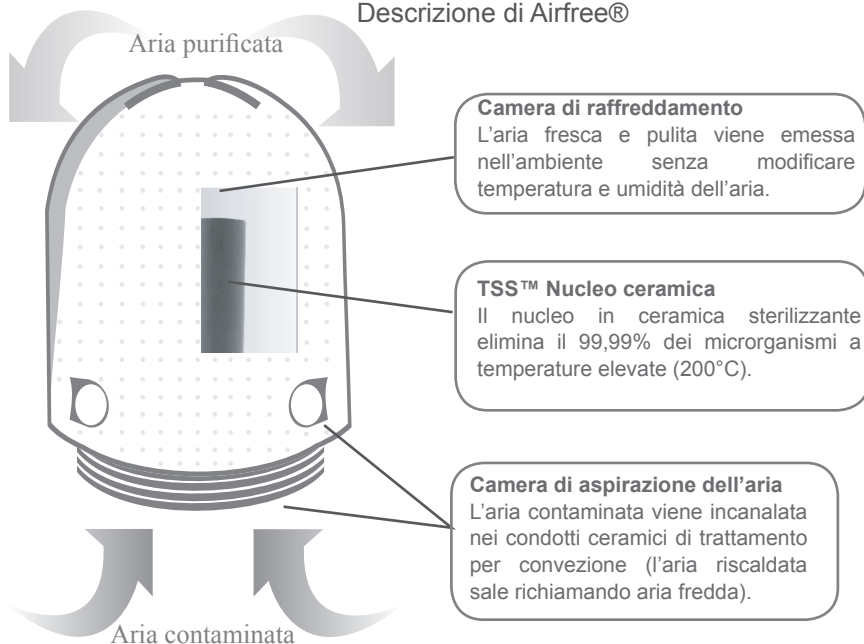 Descrizione di Airfree®
Aria purificata
Camera di raffreddamento
L'aria fresca e pulita viene emessa
nell'ambiente senza modificare
temperatura e umidità dell'aria.
TSS™ Nucleo ceramica
Il nucleo in ceramica sterilizzante
elimina il 99,99% dei microrganismi a
temperature elevate (200°C).
Camera di aspirazione dell'aria
L'aria contaminata viene incanalata
nei condotti ceramici di trattamento
per convezione (l'aria riscaldata
sale richiamando aria fredda).
Aria contaminata